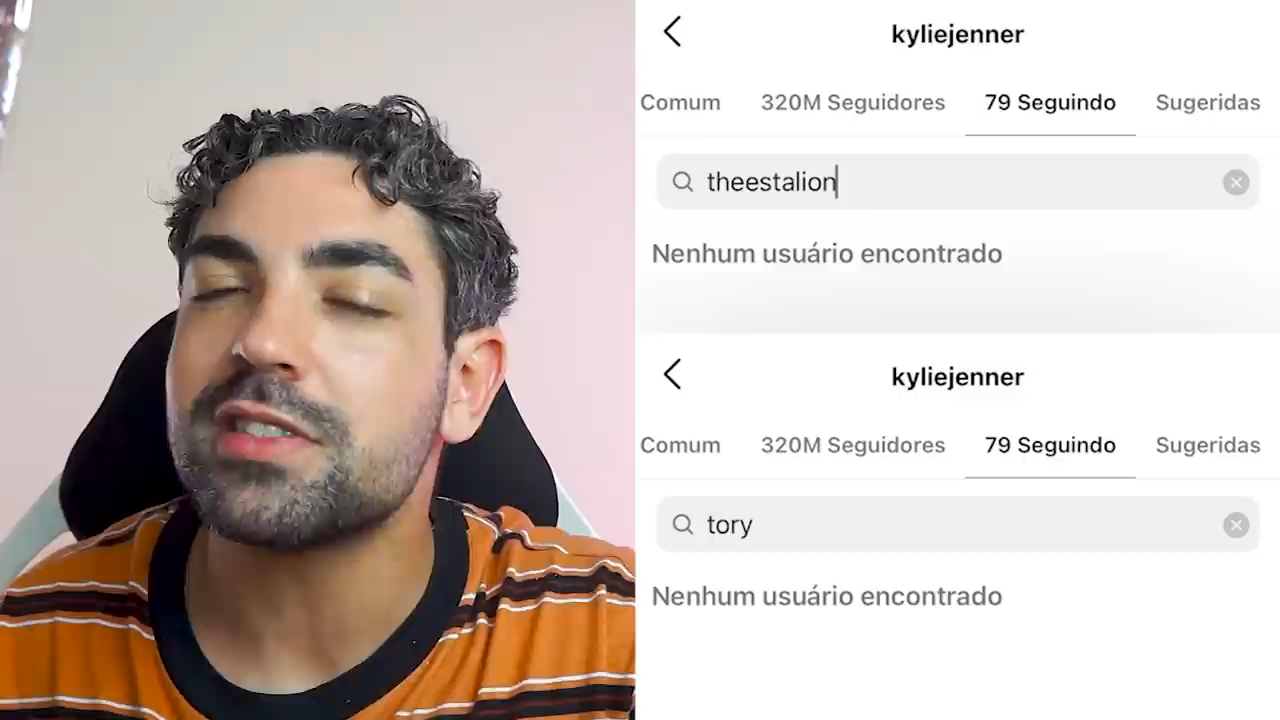 kyliejenner
Comum 320M Seguidores 79 Seguindo Sugeridas
theestalion
Nenhum usuário encontrado
kyliejenner
Comum 320M Seguidores 79 Seguindo Sugeridas
tory
Nenhum usuário encontrado